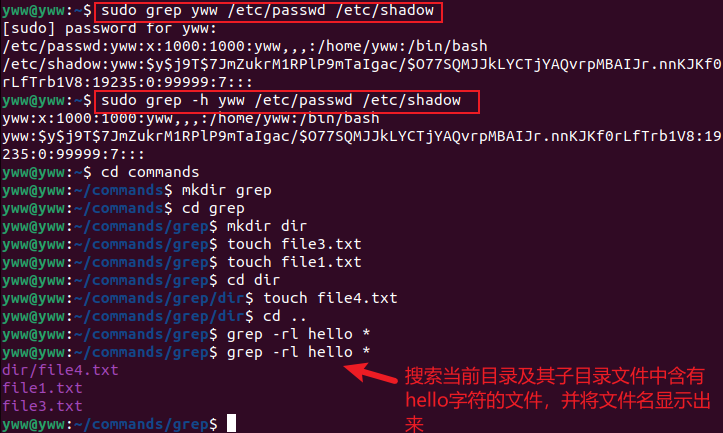 yww@yww:~$ sudo grep yww /etc/passwd /etc/shadow
[sudo] password for yww:
/etc/passwd:yww:x:1000:1000:yww,,,:/home/yww:/bin/bash
/etc/shadow:yww:$y$j9T$7JmZukrM1RPlP9mTaIgac/$O77SQMJJkLYCTjYAQvrpMBAIJr.nnKJKf0
rLfTrb1V8:19235:0:99999:7:::
yww@yww:~$ sudo grep -h yww /etc/passwd /etc/shadow
yww:x:1000:1000:yww,,,:/home/yww:/bin/bash
yww:$y$j9T$7JmZukrM1RPlP9mTaIgac/$O77SQMJJkLYCTjYAQvrpMBAIJr.nnKJKf0rLfTrb1V8:19
235:0:99999:7:::
yww@yww:~$ cd commands
yww@yww:~/commands$ mkdir grep
yww@yww:~/commands$ cd grep
yww@yww:~/commands/grep$ mkdir dir
yww@yww:~/commands/grep$ touch file3.txt
yww@yww:~/commands/grep$ touch file1.txt
yww@yww:~/commands/grep$ cd dir
yww@yww:~/commands/grep/dir$ touch file4.txt
yww@yww:~/commands/grep/dir$ cd ..
yww@yww:~/commands/grep$ grep -rl hello *
yww@yww:~/commands/grep$ grep -rl hello *
dir/file4.txt
file1.txt
file3.txt
yww@yww:~/commands/grep$
搜索当前目录及其子目录文件中含有
hello字符的文件，并将文件名显示出
来